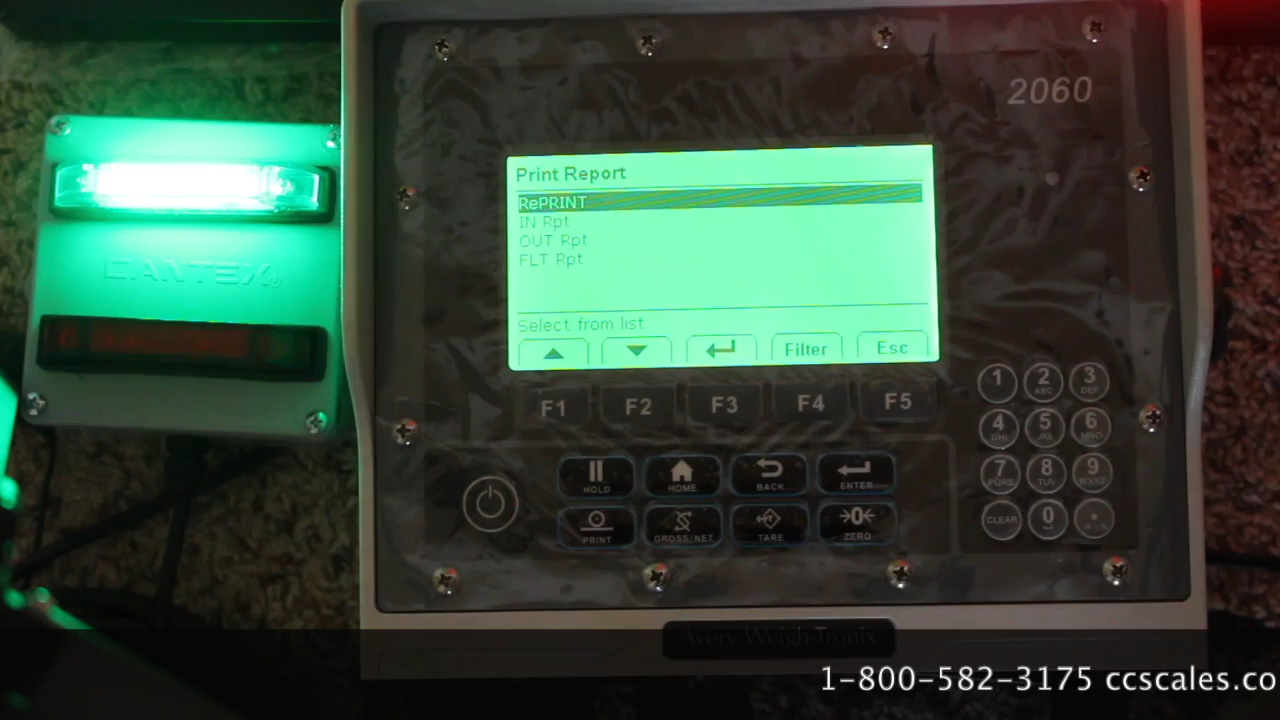 2060
CANTEX®
Print Report
RePRINT
IN Rpt
OUT Rpt
FLT Rpt
Select from list
Filter
Esc
F1
F2
F3
F4
F5
1
2
ABC
3
DEF
4
GHI
5
JKL
6
MNO
7
PQRS
8
TUV
9
WXYZ
CLEAR
0
HOLD
HOME
BACK
ENTER
PRINT
GROSS/NET
TARE
→0←
ZERO
Avery Weigh-Tronix
1-800-582-3175 ccscales.co